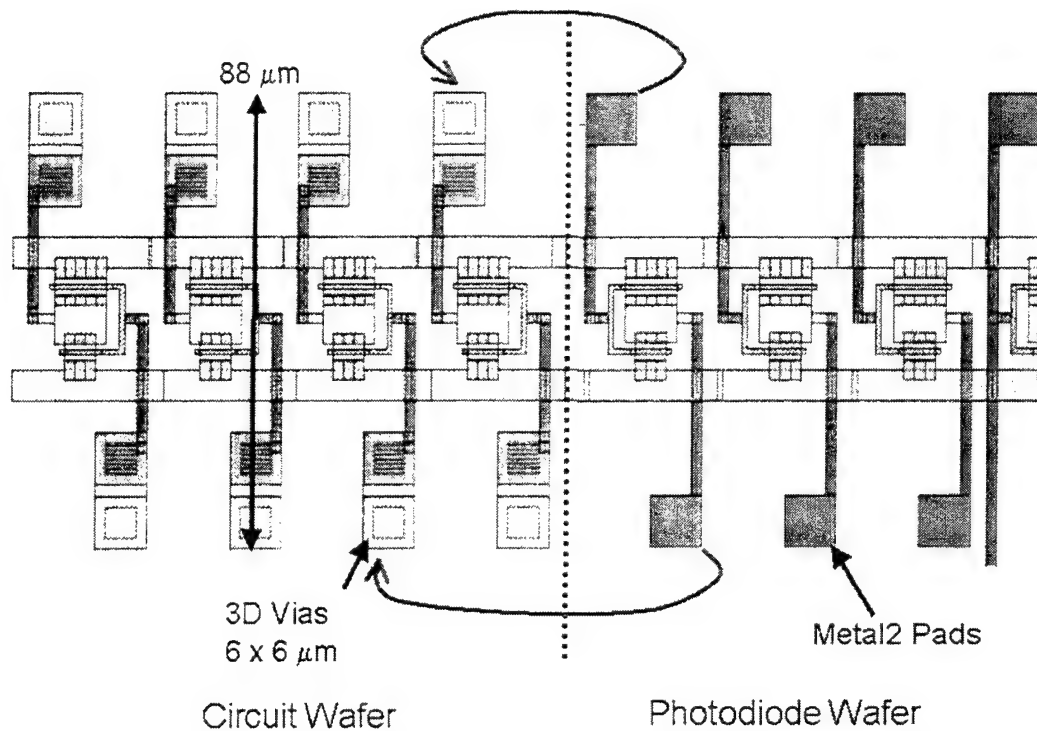 88 μm
3D Vias
6 x 6 μm
Metal2 Pads
Circuit Wafer
Photodiode Wafer